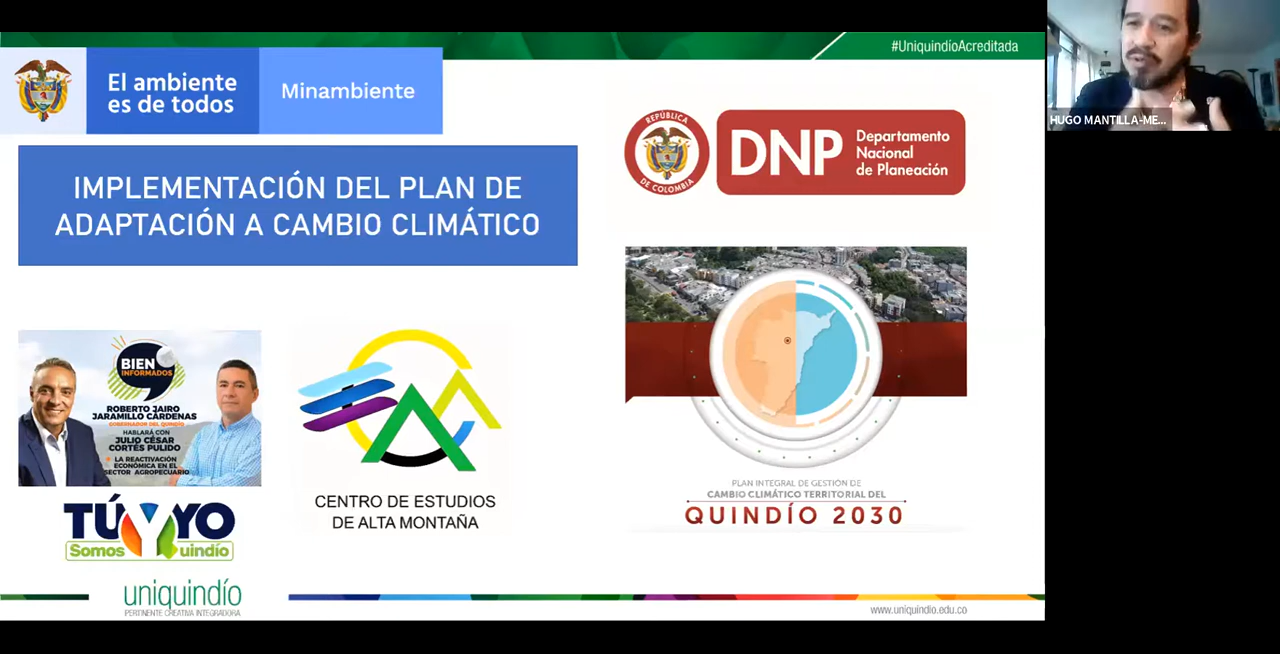 #UniquindíoAcreditada
El ambiente
es de todos
Minambiente
IMPLEMENTACIÓN DEL PLAN DE
ADAPTACIÓN A CAMBIO CLIMÁTICO
REPÚBLICA
DE COLOMBIA
DNP
Departamento
Nacional
de Planeación
HUGO MANTILLA-ME...
BIEN
INFORMADOS
ROBERTO JAIRO
JARAMILLO CÁRDENAS
GOBERNADOR DEL QUINDÍO
HABLARÁ CON
JULIO CÉSAR
CORTÉS PULIDO
LA REACTIVACIÓN
ECONÓMICA EN EL
SECTOR AGROPECUARIO
TÚ Y YO
Somos Quindío
CENTRO DE ESTUDIOS
DE ALTA MONTAÑA
PLAN INTEGRAL DE GESTIÓN DE
CAMBIO CLIMÁTICO TERRITORIAL DEL
QUINDÍO 2030
uniquindío
PERTINENTE CREATIVA INTEGRADORA
www.uniquindio.edu.co